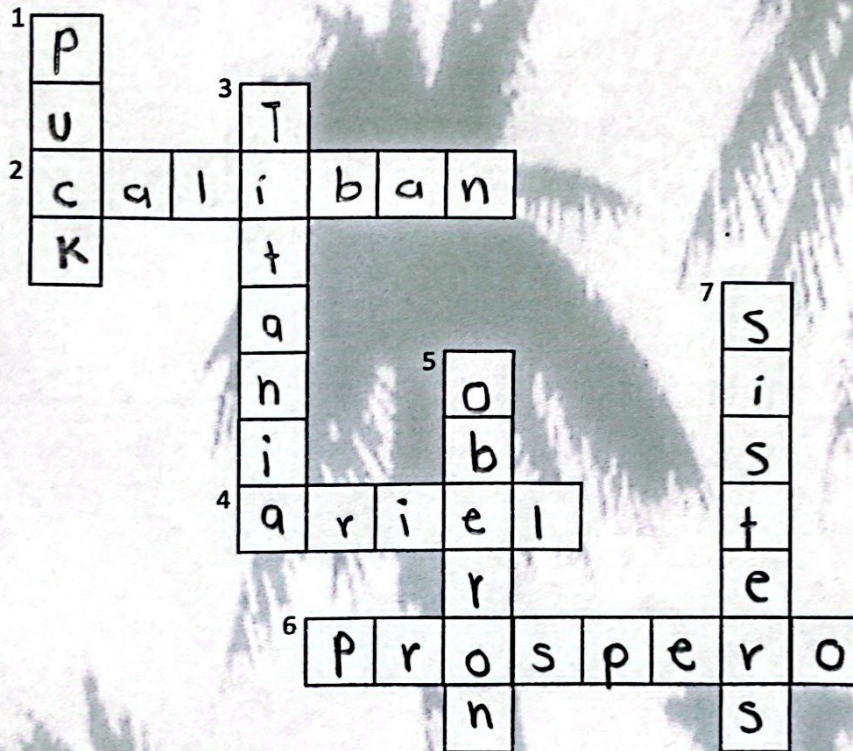 1 Puck
2 caliban
3 Titania
4 ariel
5 oberon
6 Prospero
7 Sisters